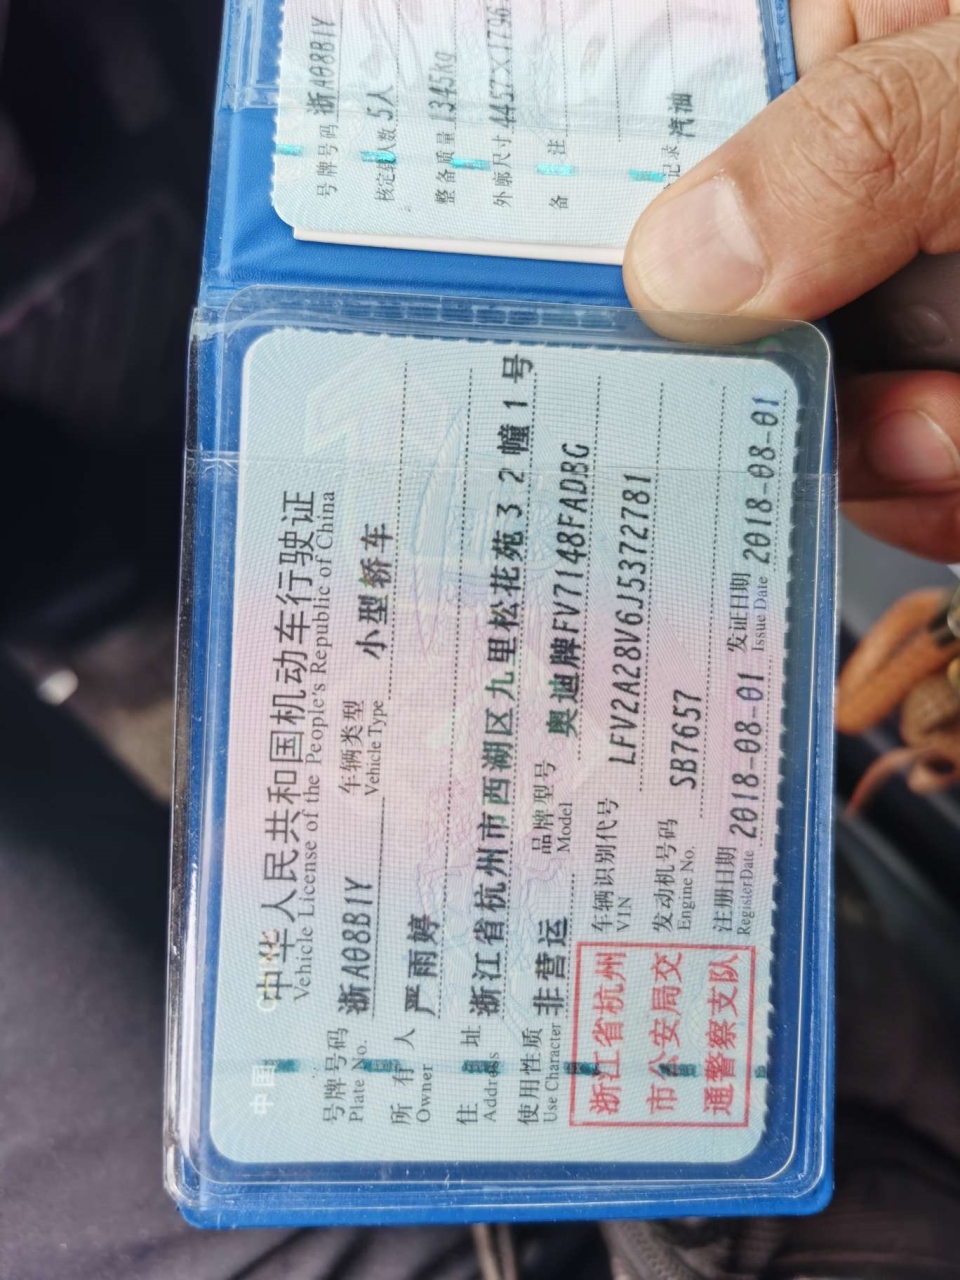 中华人民共和国机动车行驶证
Vehicle License of the People's Republic of China
号牌号码 浙A08B1Y 车辆类型 小型轿车
Plate No. Vehicle Type
所有人 严雨婷
Owner
住址 浙江省杭州市西湖区九里松花苑32幢1号
Address
使用性质 非营运 品牌型号 奥迪牌FV7148FADBG
Use Character Model
浙江省杭州
市公安局交
通警察支队
车辆识别代号 LFV2A28V6J5372781
VIN
发动机号码 SB7657
Engine No.
注册日期 2018-08-01 发证日期 2018-08-01
Register Date Issue Date
号牌号码 浙A08B1Y
核定载人数 5人
整备质量 1345kg
外廓尺寸 4457X1796
备注
记录 汽油